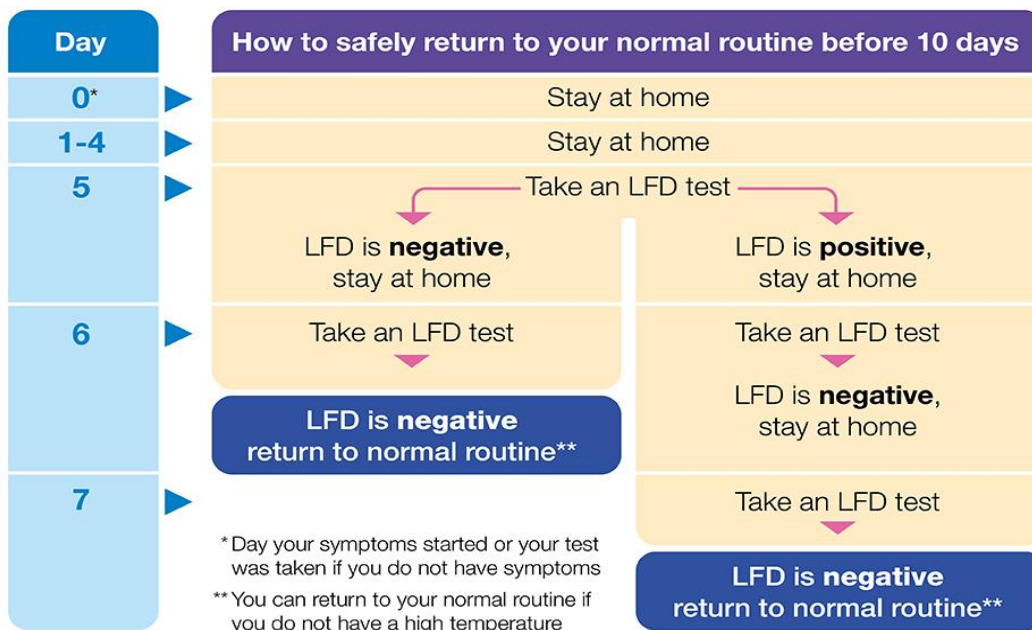 Day
How to safely return to your normal routine before 10 days
0*
Stay at home
1-4
Stay at home
5
Take an LFD test
LFD is negative,
stay at home
LFD is positive,
stay at home
6
Take an LFD test
LFD is negative
return to normal routine**
Take an LFD test
LFD is negative,
stay at home
7
Take an LFD test
LFD is negative
return to normal routine**
* Day your symptoms started or your test
was taken if you do not have symptoms
** You can return to your normal routine if
you do not have a high temperature